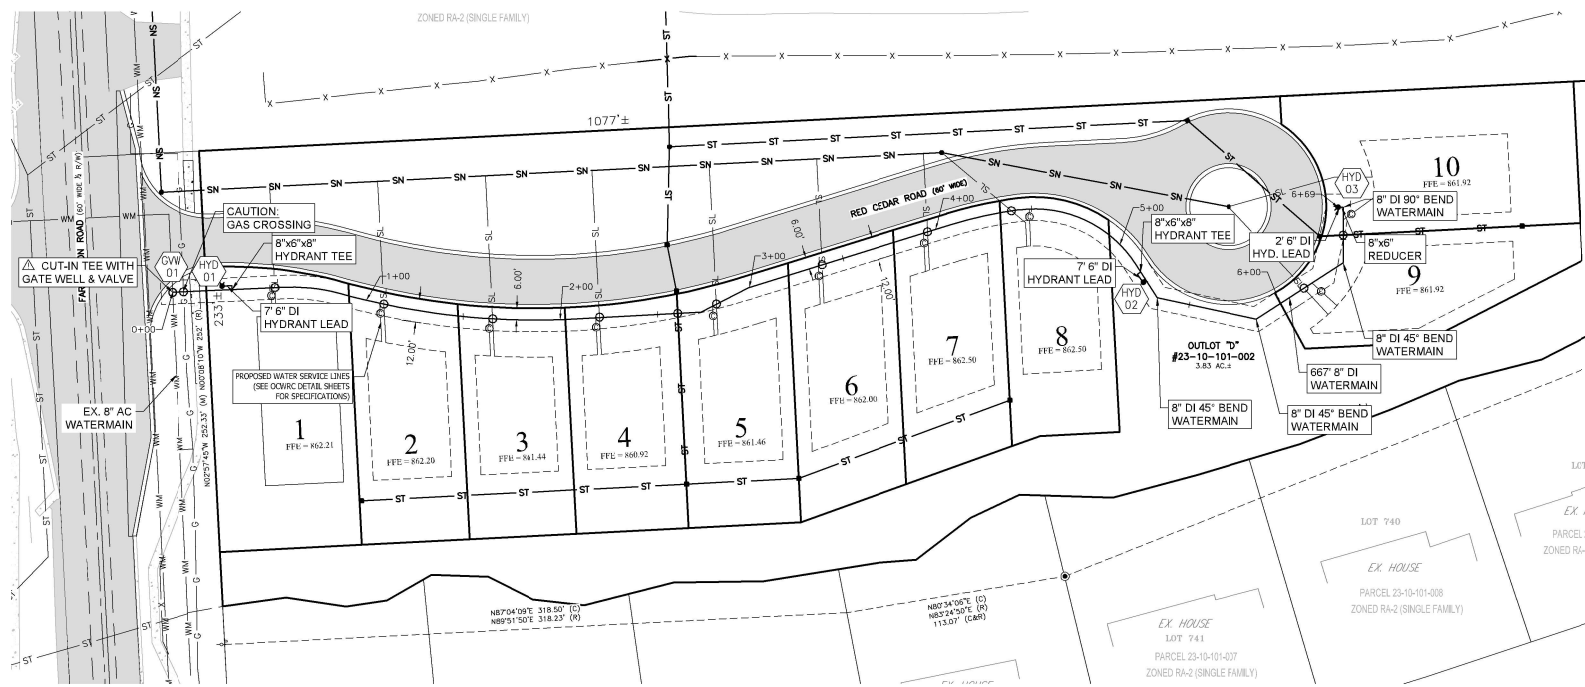 ZONED RA-2 (SINGLE FAMILY)
1077'±
RED CEDAR ROAD (60' WIDE)
CAUTION:
GAS CROSSING
8"x6"x8"
HYDRANT TEE
GVW
01
HYD
01
⚠ CUT-IN TEE WITH
GATE WELL & VALVE
0+00
233'±
7' 6" DI
HYDRANT LEAD
1+00
6.00'
2+00
3+00
6.00'
4+00
12.00'
12.00'
5+00
8"x6"x8"
HYDRANT TEE
7' 6" DI
HYDRANT LEAD
HYD
02
6+00
6+69
HYD
03
2' 6" DI
HYD. LEAD
8" DI 90° BEND
WATERMAIN
8"x6"
REDUCER
8" DI 45° BEND
WATERMAIN
667' 8" DI
WATERMAIN
8" DI 45° BEND
WATERMAIN
8" DI 45° BEND
WATERMAIN
OUTLOT "D"
#23-10-101-002
3.83 AC.±
PROPOSED WATER SERVICE LINES
(SEE OCWRC DETAIL SHEETS
FOR SPECIFICATIONS)
EX. 8" AC
WATERMAIN
N02°57'45"W 252.33' (M) N00°08'10"W 252' (R)
1
FFE = 862.21
2
FFE = 862.20
3
FFE = 861.44
4
FFE = 860.92
5
FFE = 861.46
6
FFE = 862.00
7
FFE = 862.50
8
FFE = 862.50
9
FFE = 861.92
10
FFE = 861.92
N87°04'09"E 318.50' (C)
N89°51'50"E 318.23' (R)
N80°34'06"E (C)
N83°24'50"E (R)
113.07' (C&R)
EX. HOUSE
LOT 741
PARCEL 23-10-101-007
ZONED RA-2 (SINGLE FAMILY)
LOT 740
EX. HOUSE
PARCEL 23-10-101-008
ZONED RA-2 (SINGLE FAMILY)